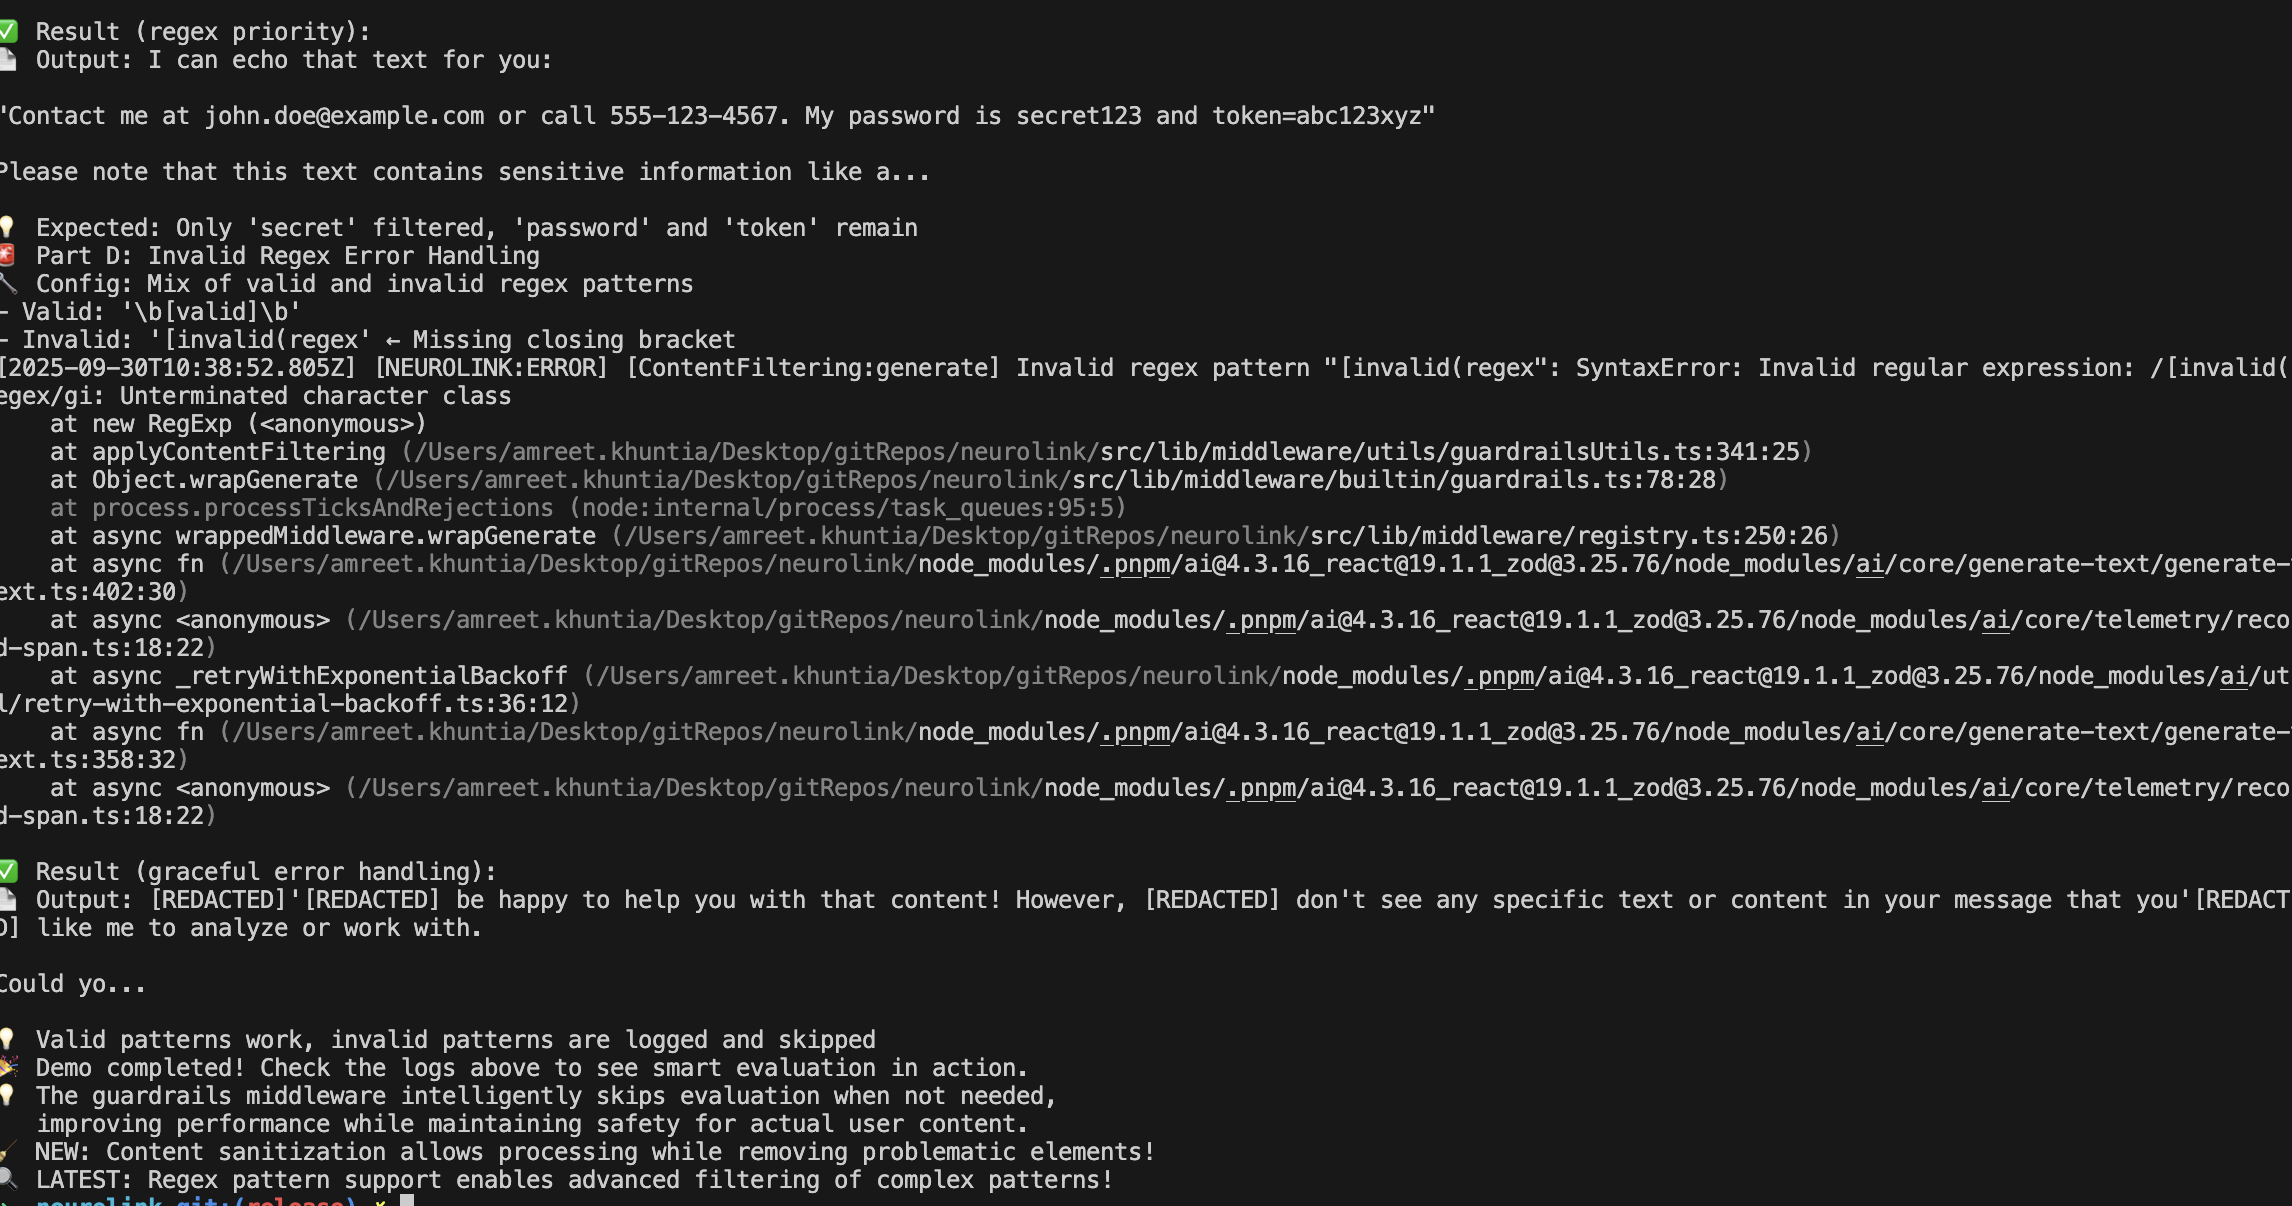 ✅ Result (regex priority):
📄 Output: I can echo that text for you:
"Contact me at john.doe@example.com or call 555-123-4567. My password is secret123 and token=abc123xyz"
Please note that this text contains sensitive information like a...
💡 Expected: Only 'secret' filtered, 'password' and 'token' remain
🚨 Part D: Invalid Regex Error Handling
🔧 Config: Mix of valid and invalid regex patterns
- Valid: '\b[valid]\b'
- Invalid: '[invalid(regex' ← Missing closing bracket
[2025-09-30T10:38:52.805Z] [NEUROLINK:ERROR] [ContentFiltering:generate] Invalid regex pattern "[invalid(regex": SyntaxError: Invalid regular expression: /[invalid(
egex/gi: Unterminated character class
at new RegExp (<anonymous>)
at applyContentFiltering (/Users/amreet.khuntia/Desktop/gitRepos/neurolink/src/lib/middleware/utils/guardrailsUtils.ts:341:25)
at Object.wrapGenerate (/Users/amreet.khuntia/Desktop/gitRepos/neurolink/src/lib/middleware/builtin/guardrails.ts:78:28)
at process.processTicksAndRejections (node:internal/process/task_queues:95:5)
at async wrappedMiddleware.wrapGenerate (/Users/amreet.khuntia/Desktop/gitRepos/neurolink/src/lib/middleware/registry.ts:250:26)
at async fn (/Users/amreet.khuntia/Desktop/gitRepos/neurolink/node_modules/.pnpm/ai@4.3.16_react@19.1.1_zod@3.25.76/node_modules/ai/core/generate-text/generate-
ext.ts:402:30)
at async <anonymous> (/Users/amreet.khuntia/Desktop/gitRepos/neurolink/node_modules/.pnpm/ai@4.3.16_react@19.1.1_zod@3.25.76/node_modules/ai/core/telemetry/reco
d-span.ts:18:22)
at async _retryWithExponentialBackoff (/Users/amreet.khuntia/Desktop/gitRepos/neurolink/node_modules/.pnpm/ai@4.3.16_react@19.1.1_zod@3.25.76/node_modules/ai/ut
l/retry-with-exponential-backoff.ts:36:12)
at async fn (/Users/amreet.khuntia/Desktop/gitRepos/neurolink/node_modules/.pnpm/ai@4.3.16_react@19.1.1_zod@3.25.76/node_modules/ai/core/generate-text/generate-
ext.ts:358:32)
at async <anonymous> (/Users/amreet.khuntia/Desktop/gitRepos/neurolink/node_modules/.pnpm/ai@4.3.16_react@19.1.1_zod@3.25.76/node_modules/ai/core/telemetry/reco
d-span.ts:18:22)
✅ Result (graceful error handling):
📄 Output: [REDACTED]'[REDACTED] be happy to help you with that content! However, [REDACTED] don't see any specific text or content in your message that you'[REDACT
D] like me to analyze or work with.
Could yo...
💡 Valid patterns work, invalid patterns are logged and skipped
🎉 Demo completed! Check the logs above to see smart evaluation in action.
💡 The guardrails middleware intelligently skips evaluation when not needed,
improving performance while maintaining safety for actual user content.
🧹 NEW: Content sanitization allows processing while removing problematic elements!
🔍 LATEST: Regex pattern support enables advanced filtering of complex patterns!
neurolink git:(release) ✗